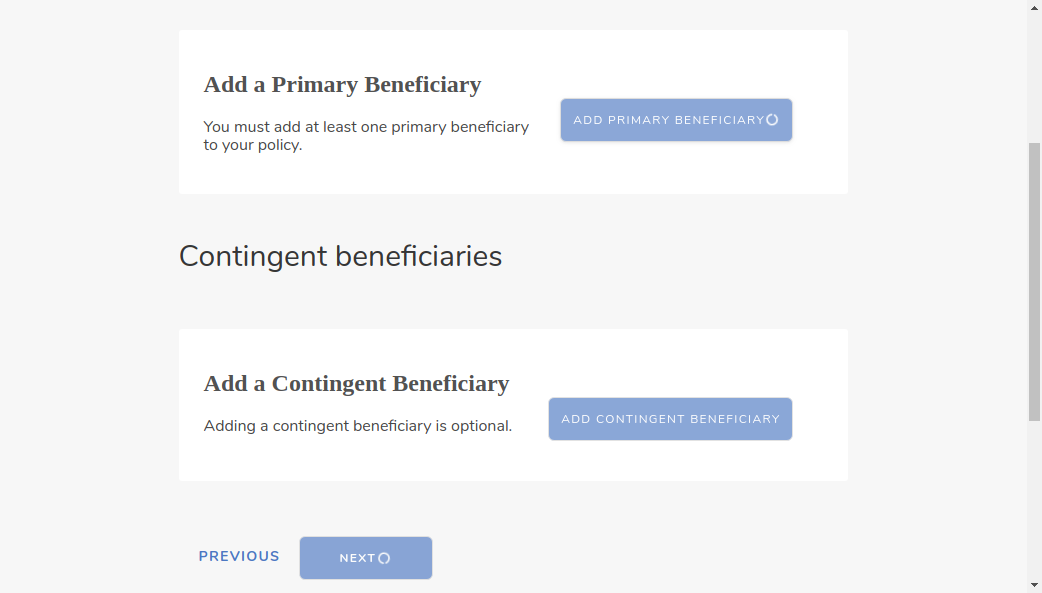 Add a Primary Beneficiary
You must add at least one primary beneficiary
to your policy.
ADD PRIMARY BENEFICIARY
Contingent beneficiaries
Add a Contingent Beneficiary
Adding a contingent beneficiary is optional.
ADD CONTINGENT BENEFICIARY
PREVIOUS
NEXT